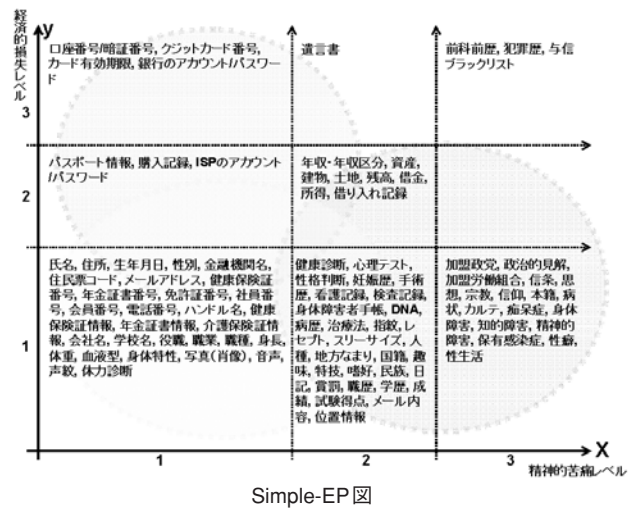 経済的損失レベル
y
口座番号/暗証番号, クジットカード番号,
カード有効期限, 銀行のアカウント/パスワー
ド
遺言書
前科前歴, 犯罪歴, 与信
ブラックリスト
3
パスポート情報, 購入記録, ISPのアカウント
/パスワード
年収・年収区分, 資産,
建物, 土地, 残高, 借金,
所得, 借り入れ記録
2
氏名, 住所, 生年月日, 性別, 金融機関名,
住民票コード, メールアドレス, 健康保険証
番号, 年金証書番号, 免許証番号, 社員番
号, 会員番号, 電話番号, ハンドル名, 健康
保険証情報, 年金証書情報, 介護保険証情
報, 会社名, 学校名, 役職, 職業, 職種, 身長,
体重, 血液型, 身体特性, 写真(肖像), 音声,
声紋, 体力診断
健康診断, 心理テスト,
性格判断, 妊娠歴, 手術
歴, 看護記録, 検査記録,
身体障害者手帳, DNA,
病歴, 治療法, 指紋, レ
セプト, スリーサイズ, 人
種, 地方なまり, 国籍, 趣
味, 特技, 嗜好, 民族, 日
記, 賞罰, 職歴, 学歴, 成
績, 試験得点, メール内
容, 位置情報
加盟政党, 政治的見解,
加盟労働組合, 信条, 思
想, 宗教, 信仰, 本籍, 病
状, カルテ, 痴呆症, 身体
障害, 知的障害, 精神的
障害, 保有感染症, 性癖,
性生活
1
X
1
2
3
精神的苦痛レベル
Simple-EP図